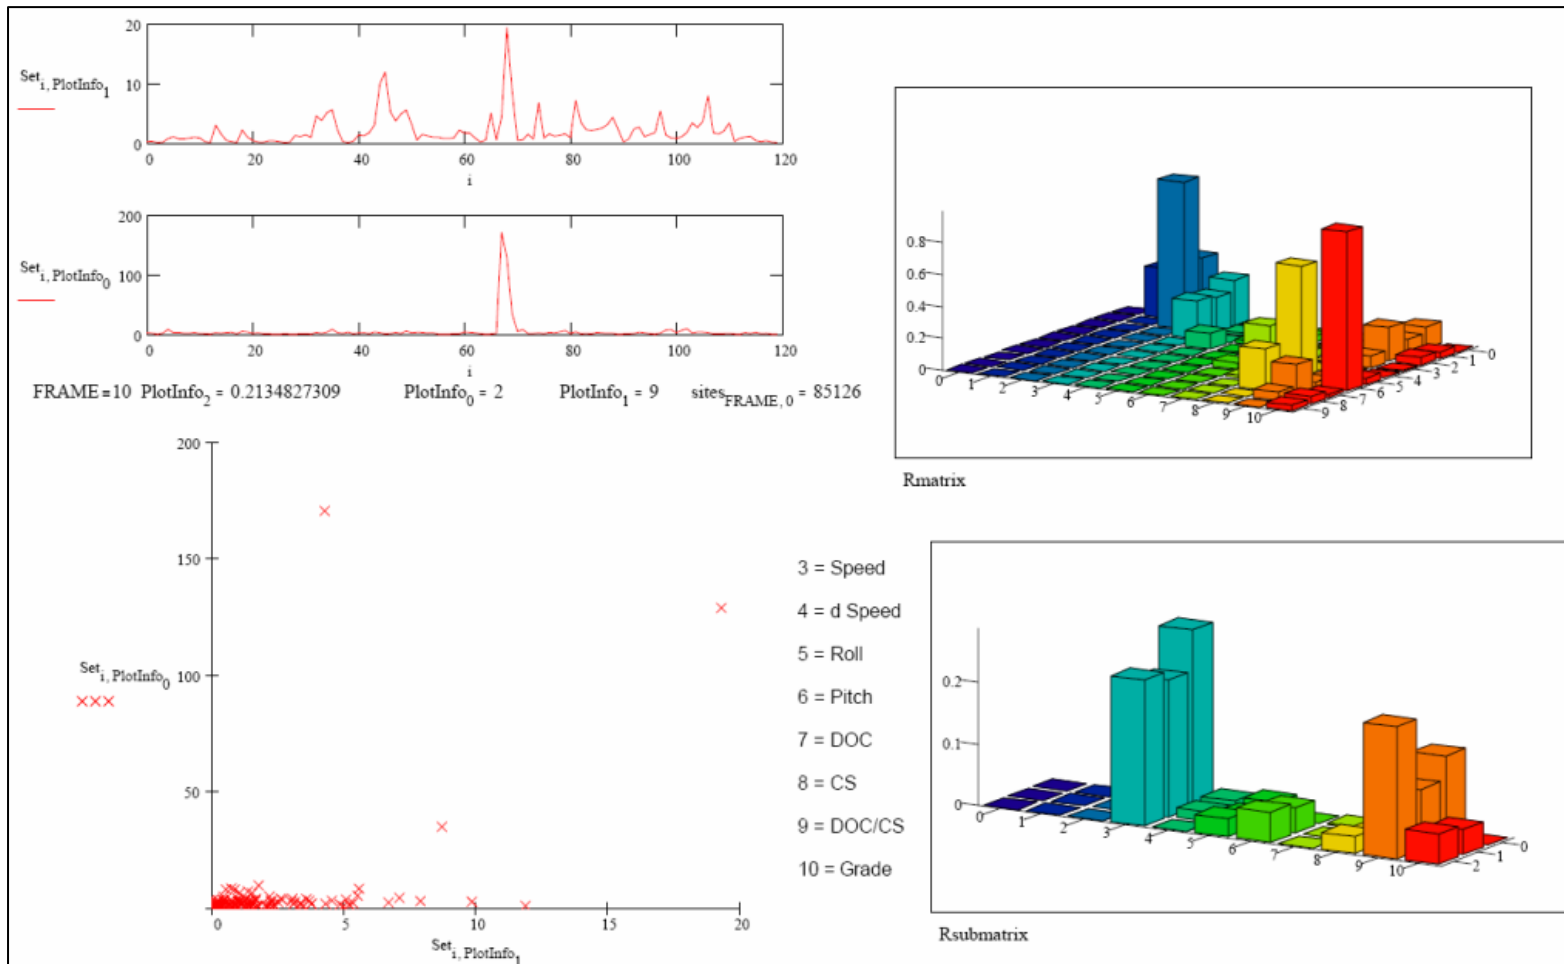 20
10
0
Set i, PlotInfo 1
0 20 40 60 80 100 120
i
200
100
0
Set i, PlotInfo 0
0 20 40 60 80 100 120
i
FRAME = 10 PlotInfo 2 = 0.2134827309 PlotInfo 0 = 2 PlotInfo 1 = 9 sites FRAME, 0 = 85126
200
150
100
50
Set i, PlotInfo 0
0 5 10 15 20
Set i, PlotInfo 1
0.8
0.6
0.4
0.2
0
0 1 2 3 4 5 6 7 8 9 10
9 8 7 6 5 4 3 2 1 0
Rmatrix
3 = Speed
4 = d Speed
5 = Roll
6 = Pitch
7 = DOC
8 = CS
9 = DOC/CS
10 = Grade
0.2
0.1
0
0 1 2 3 4 5 6 7 8 9 10
2 1 0
Rsubmatrix